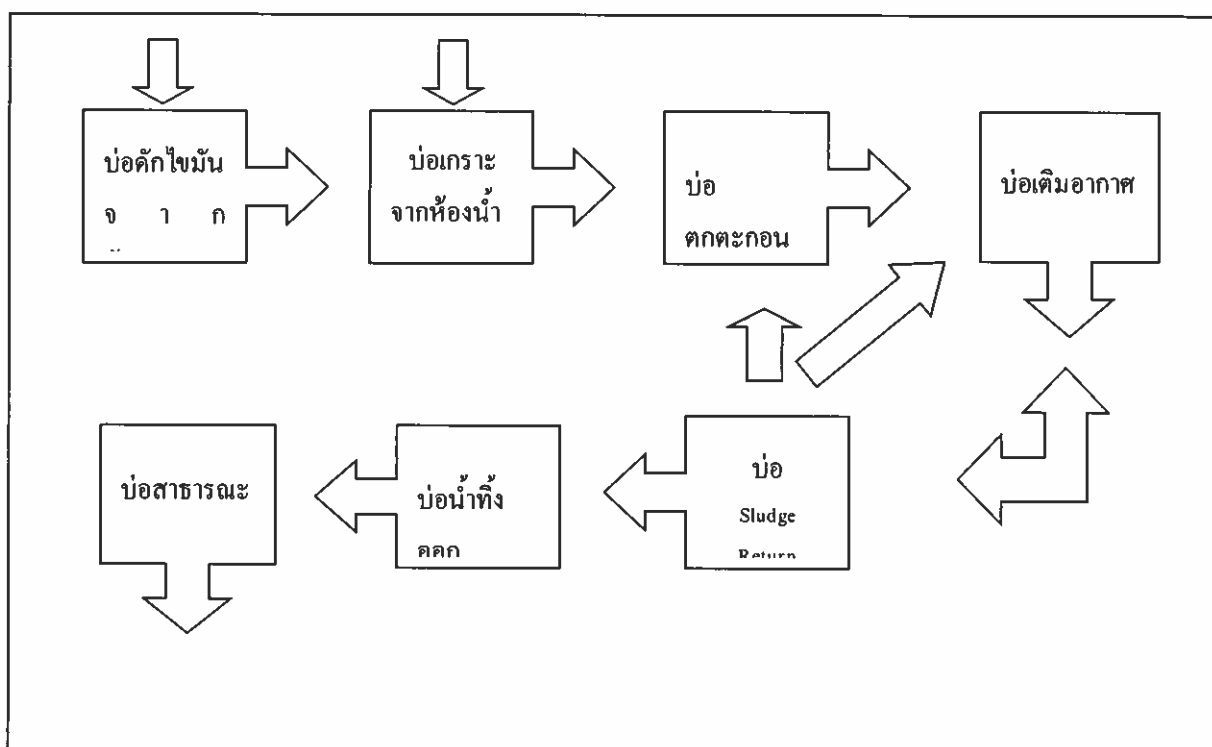 บ่อดักไขมัน
จ า ก
บ่อเกราะ
จากห้องน้ำ
บ่อ
ตกตะกอน
บ่อเติมอากาศ
บ่อสาธารณะ
บ่อน้ำทิ้ง
บ่อ
Sludge
Return